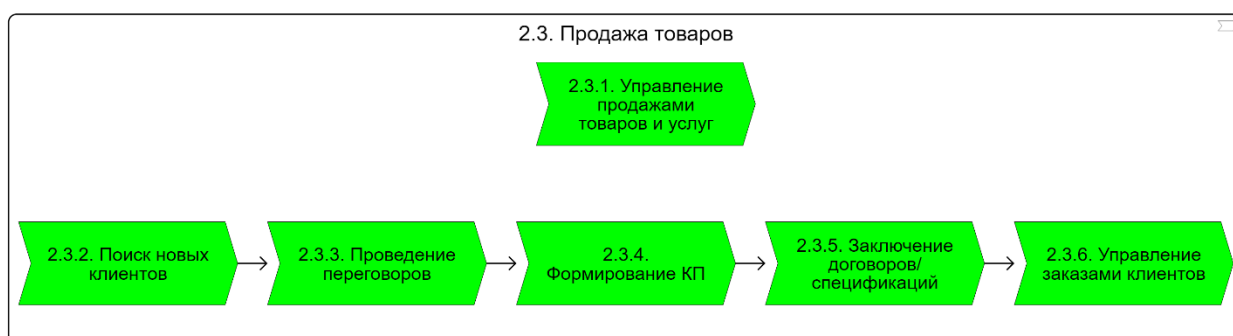 2.3. Продажа товаров
2.3.1. Управление
продажами
товаров и услуг
2.3.2. Поиск новых
клиентов
2.3.3. Проведение
переговоров
2.3.4.
Формирование КП
2.3.5. Заключение
договоров/
спецификаций
2.3.6. Управление
заказами клиентов